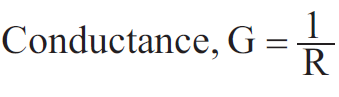 Conductance, G = 1/R